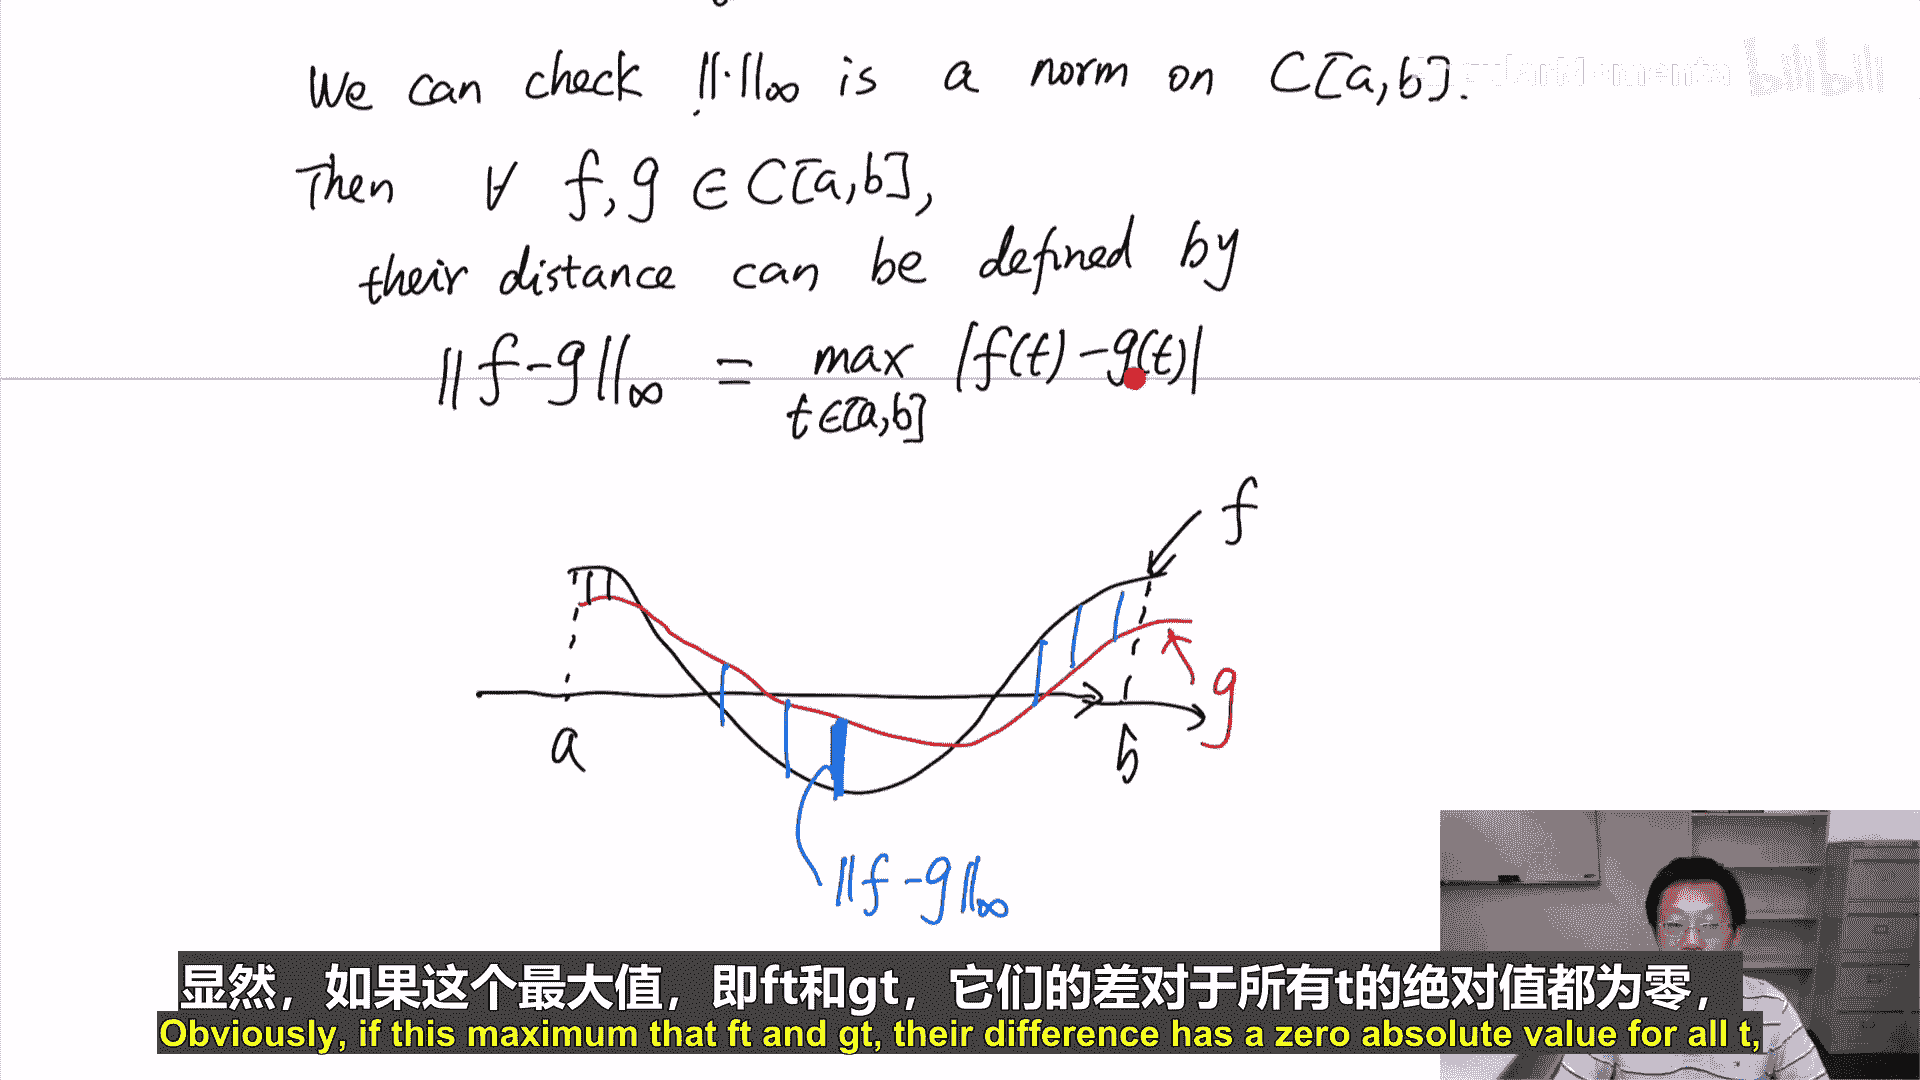 We can check ‖·‖∞ is a norm on C[a,b].
bilibili
Then ∀ f,g ∈ C[a,b],
their distance can be defined by
‖f-g‖∞ = max |f(t)-g(t)|
t∈[a,b]
f
g
a
b
‖f-g‖∞
显然，如果这个最大值，即ft和gt，它们的差对于所有t的绝对值都为零，
Obviously, if this maximum that ft and gt, their difference has a zero absolute value for all t,